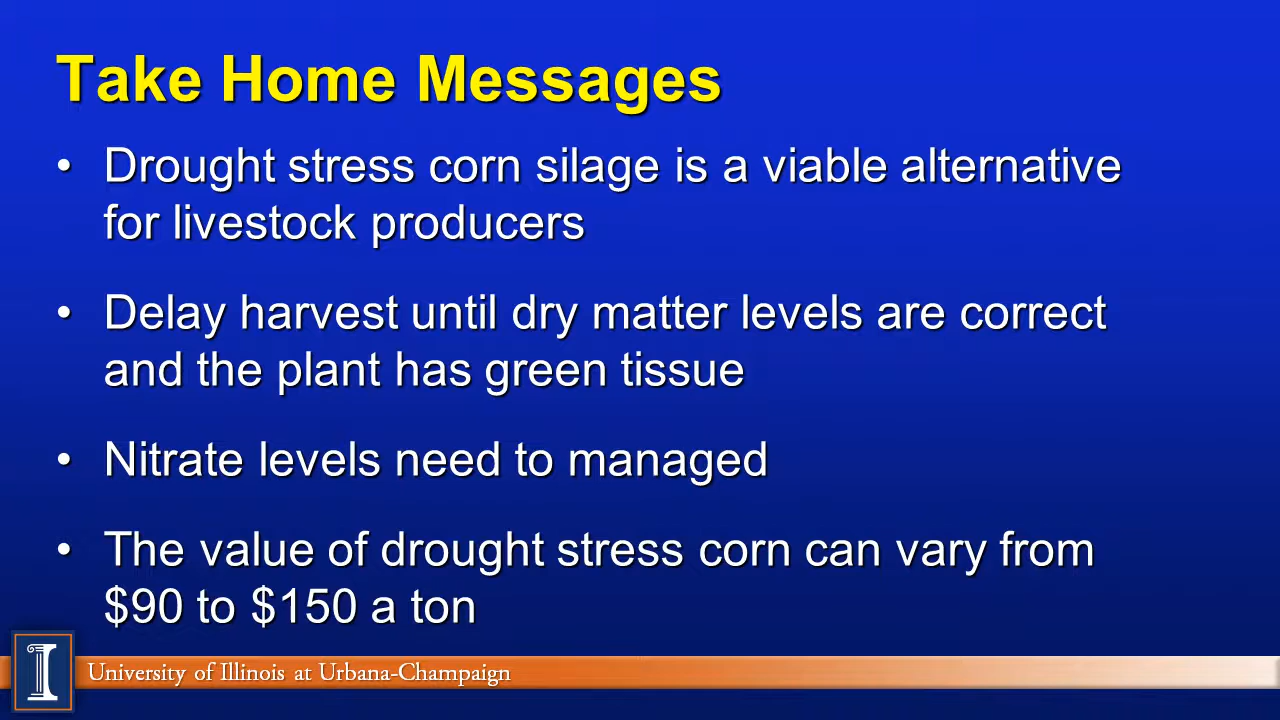 Take Home Messages
• Drought stress corn silage is a viable alternative
for livestock producers
• Delay harvest until dry matter levels are correct
and the plant has green tissue
• Nitrate levels need to managed
• The value of drought stress corn can vary from
$90 to $150 a ton
I
University of Illinois at Urbana-Champaign